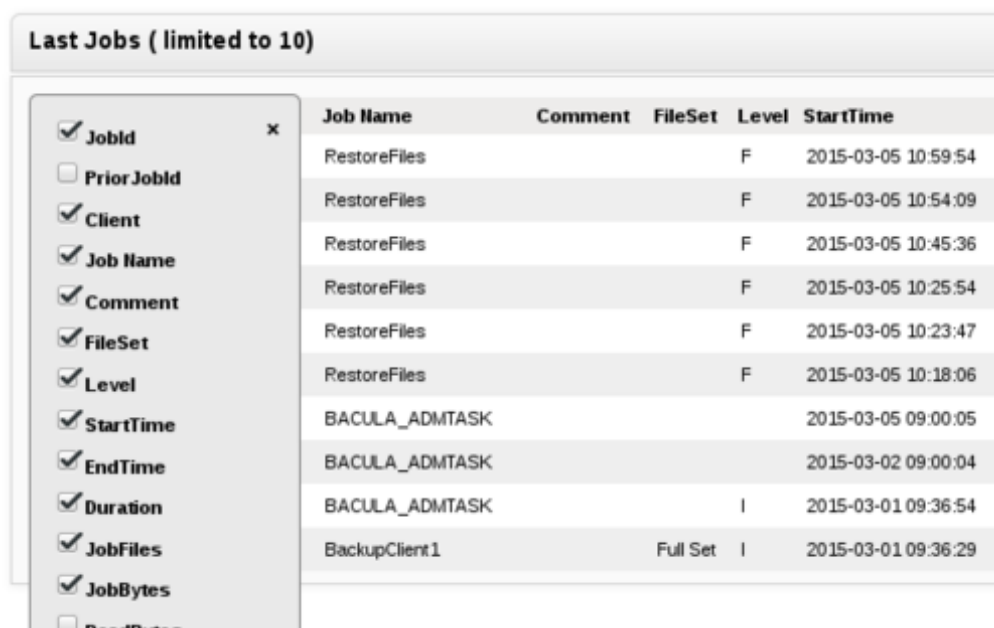 Last Jobs ( limited to 10)
JobId ×
PriorJobId
Client
Job Name
Comment
FileSet
Level
StartTime
EndTime
Duration
JobFiles
JobBytes
Job Name Comment FileSet Level StartTime
RestoreFiles F 2015-03-05 10:59:54
RestoreFiles F 2015-03-05 10:54:09
RestoreFiles F 2015-03-05 10:45:36
RestoreFiles F 2015-03-05 10:25:54
RestoreFiles F 2015-03-05 10:23:47
RestoreFiles F 2015-03-05 10:18:06
BACULA_ADMTASK 2015-03-05 09:00:05
BACULA_ADMTASK 2015-03-02 09:00:04
BACULA_ADMTASK I 2015-03-01 09:36:54
BackupClient1 Full Set I 2015-03-01 09:36:29